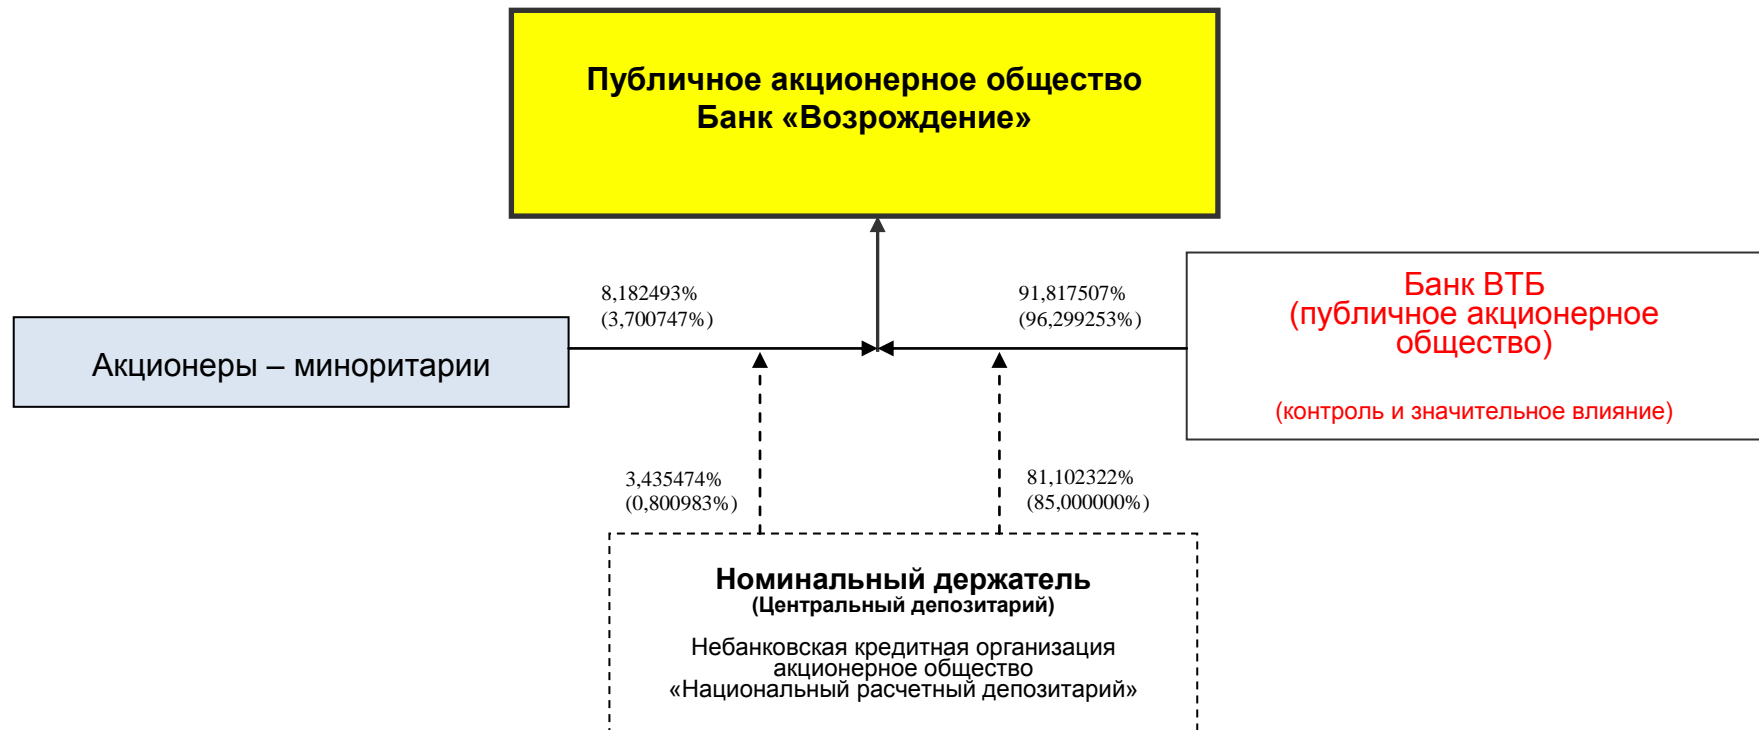 Публичное акционерное общество
Банк «Возрождение»
8,182493%
(3,700747%)
91,817507%
(96,299253%)
Банк ВТБ
(публичное акционерное
общество)
(контроль и значительное влияние)
Акционеры – миноритарии
3,435474%
(0,800983%)
81,102322%
(85,000000%)
Номинальный держатель
(Центральный депозитарий)
Небанковская кредитная организация
акционерное общество
«Национальный расчетный депозитарий»